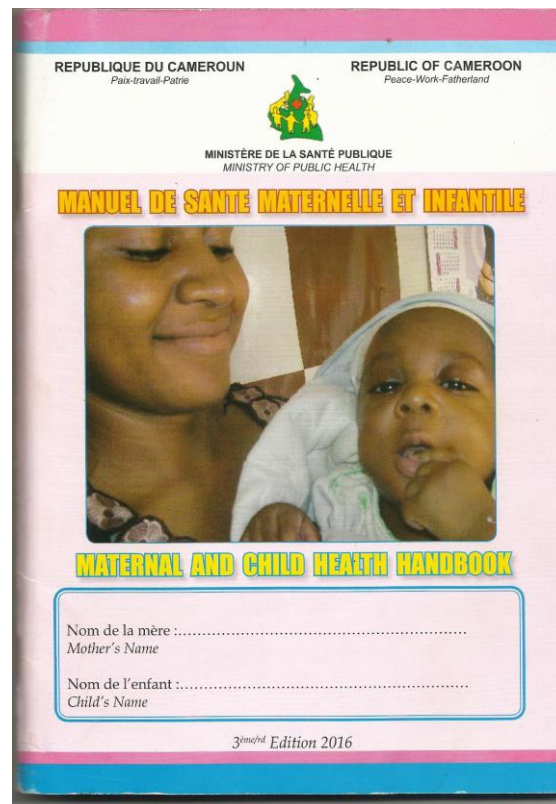 REPUBLIQUE DU CAMEROUN
Paix-travail-Patrie
REPUBLIC OF CAMEROON
Peace-Work-Fatherland
MINISTÈRE DE LA SANTÉ PUBLIQUE
MINISTRY OF PUBLIC HEALTH
MANUEL DE SANTE MATERNELLE ET INFANTILE
MATERNAL AND CHILD HEALTH HANDBOOK
Nom de la mère :................................................................
Mother's Name
Nom de l'enfant :................................................................
Child's Name
3ème/rd Edition 2016